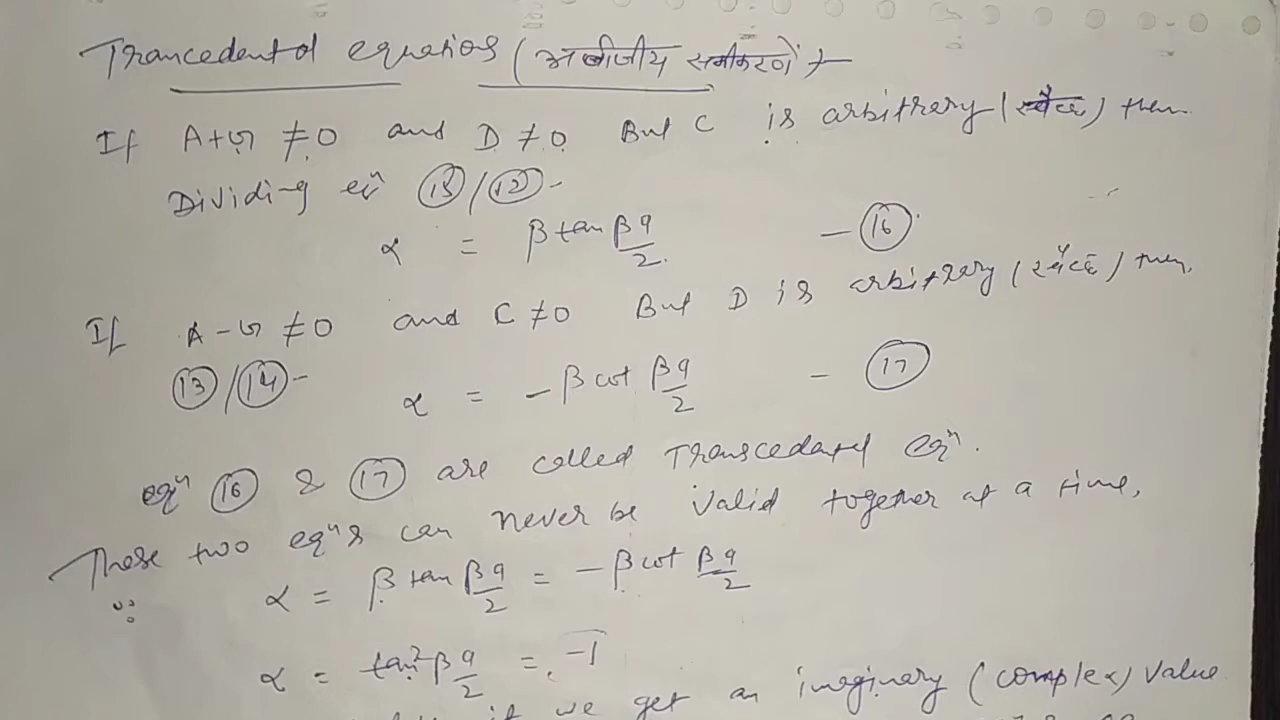 Trancedental equations (अबीजीय समीकरणें) :-
If A+G ≠ 0 and D ≠ 0 But C is arbitrary (स्वेच्छ) then
Dividing eqⁿ (15)/(12) -
α = β tan βa/2 - (16)
If A-G ≠ 0 and C ≠ 0 But D is arbitrary (स्वेच्छ) then,
(13)/(14) -
α = -β cot βa/2 - (17)
eqⁿ (16) & (17) are called Transcedental eqⁿ.
These two eqⁿs can never be valid together at a time,
∵ α = β tan βa/2 = -β cot βa/2
α = tan² βa/2 = -1
it we get an imaginary (complex) value